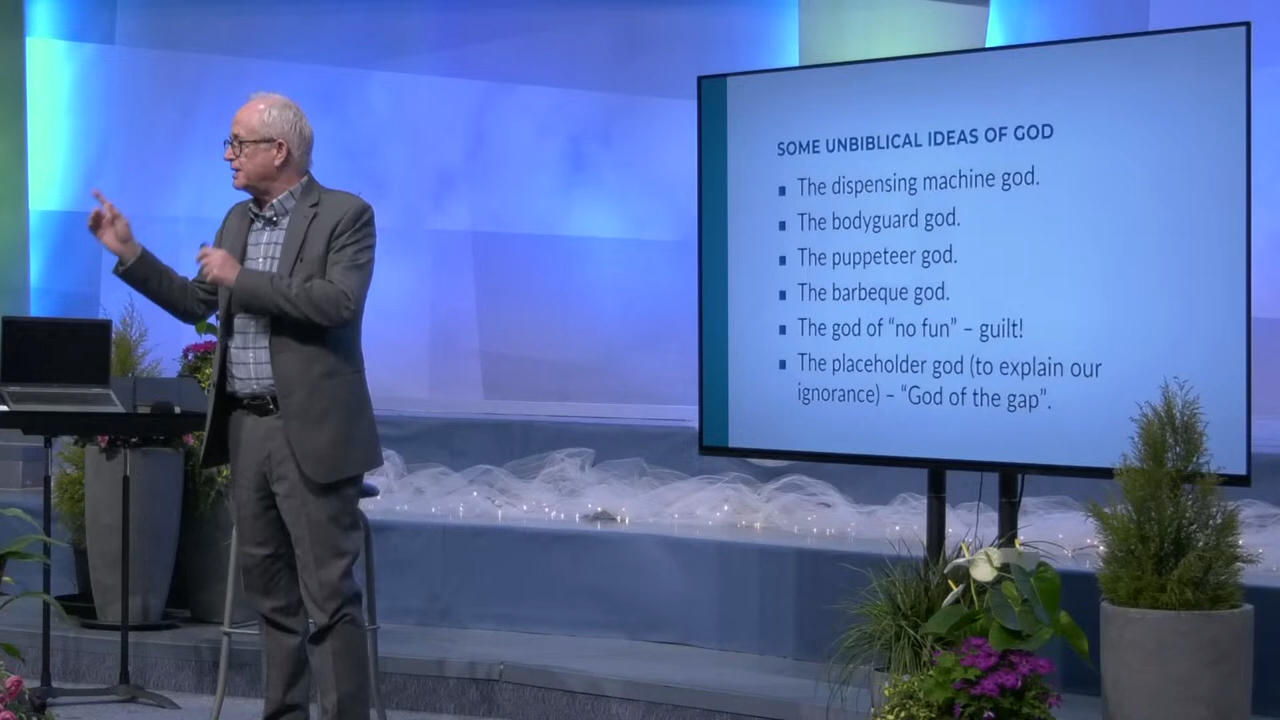 SOME UNBIBLICAL IDEAS OF GOD
▪ The dispensing machine god.
▪ The bodyguard god.
▪ The puppeteer god.
▪ The barbeque god.
▪ The god of “no fun” – guilt!
▪ The placeholder god (to explain our
ignorance) – “God of the gap”.